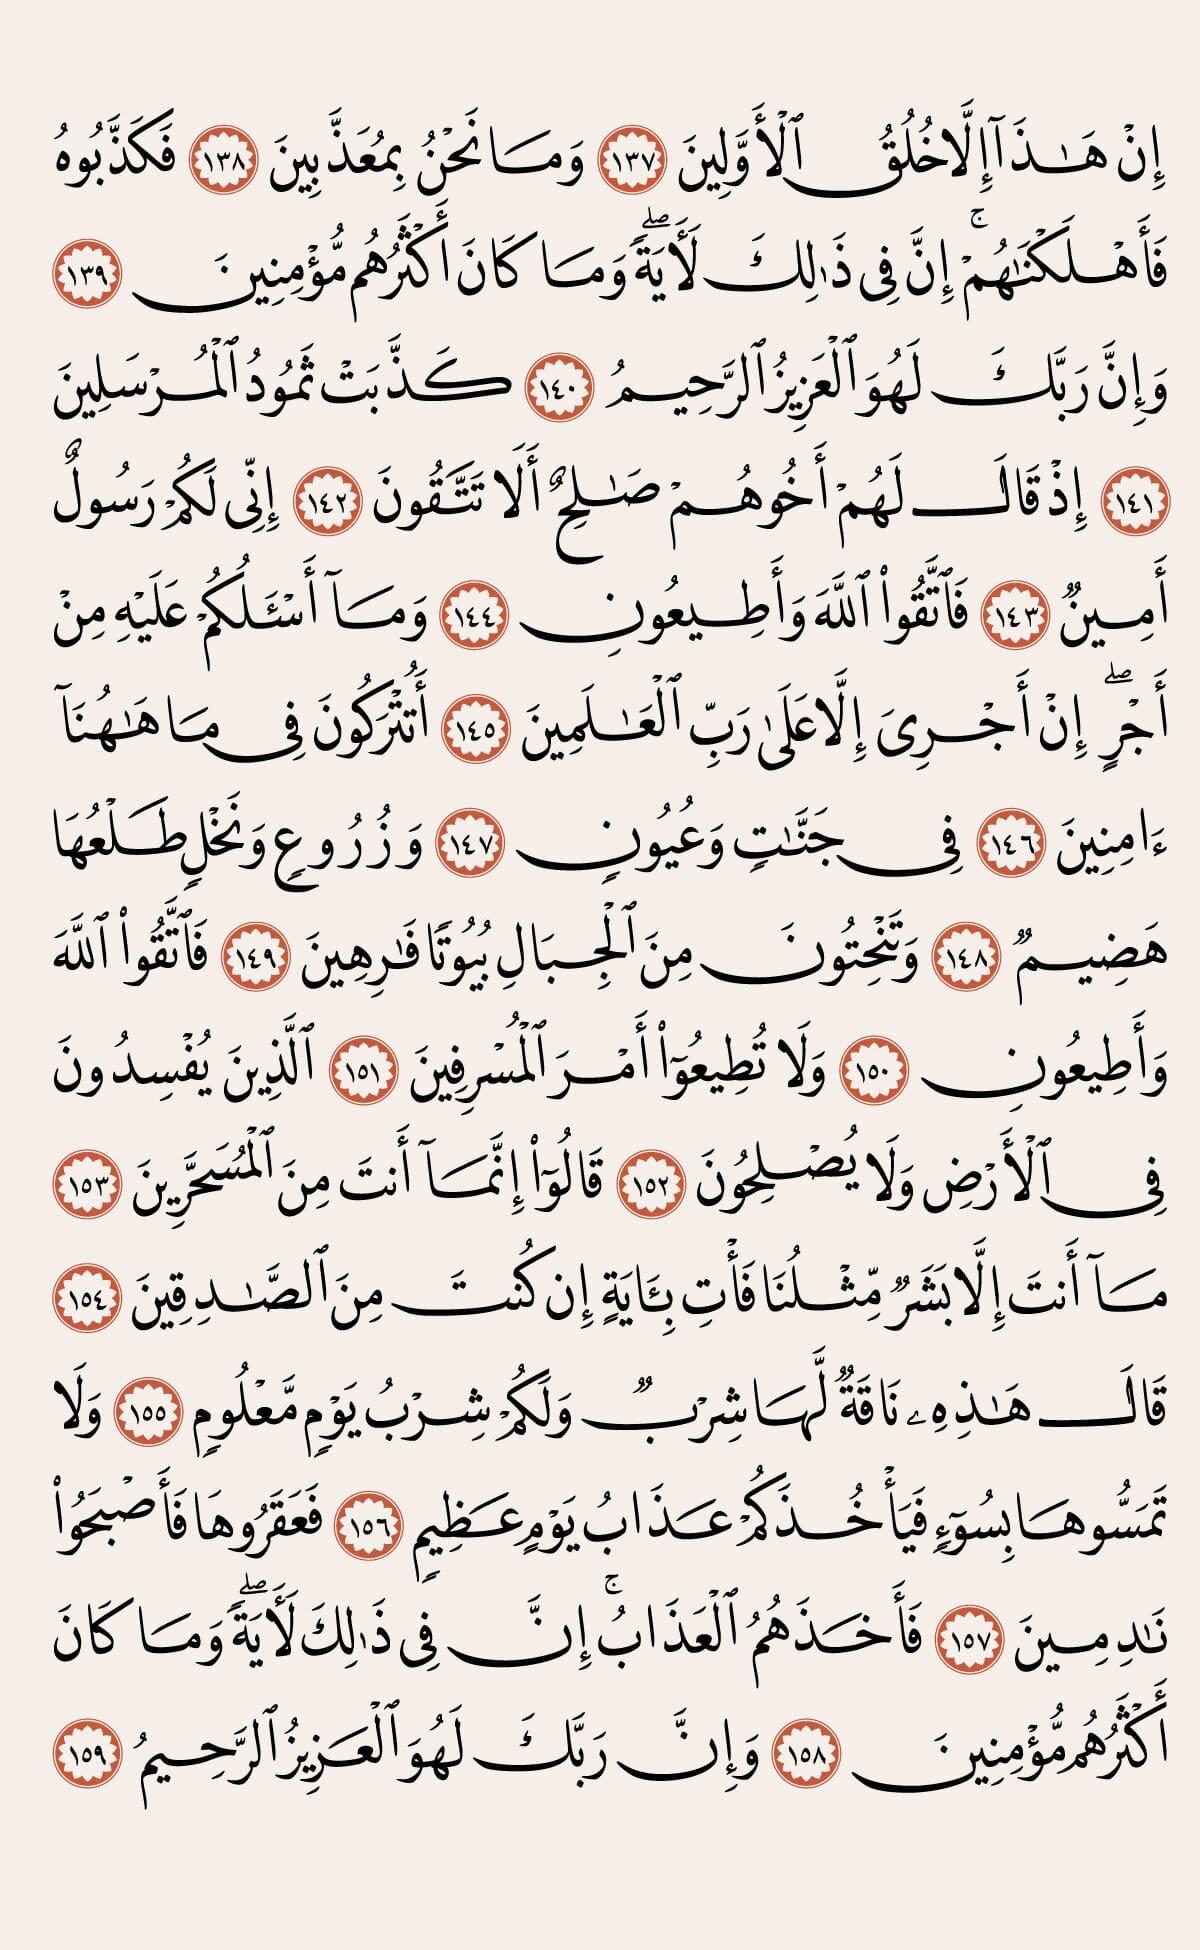 إِنْ هَٰذَآ إِلَّا خُلُقُ ٱلْأَوَّلِينَ ١٣٧ وَمَا نَحْنُ بِمُعَذَّبِينَ ١٣٨ فَكَذَّبُوهُ
فَأَهْلَكْنَٰهُمْ ۚ إِنَّ فِى ذَٰلِكَ لَـَٔايَةً ۖ وَمَا كَانَ أَكْثَرُهُم مُّؤْمِنِينَ ١٣٩
وَإِنَّ رَبَّكَ لَهُوَ ٱلْعَزِيزُ ٱلرَّحِيمُ ١٤٠ كَذَّبَتْ ثَمُودُ ٱلْمُرْسَلِينَ
١٤١ إِذْ قَالَ لَهُمْ أَخُوهُمْ صَٰلِحٌ أَلَا تَتَّقُونَ ١٤٢ إِنِّى لَكُمْ رَسُولٌ
أَمِينٌ ١٤٣ فَٱتَّقُوا۟ ٱللَّهَ وَأَطِيعُونِ ١٤٤ وَمَآ أَسْـَٔلُكُمْ عَلَيْهِ مِنْ
أَجْرٍ ۖ إِنْ أَجْرِىَ إِلَّا عَلَىٰ رَبِّ ٱلْعَٰلَمِينَ ١٤٥ أَتُتْرَكُونَ فِى مَا هَٰهُنَآ
ءَامِنِينَ ١٤٦ فِى جَنَّٰتٍ وَعُيُونٍ ١٤٧ وَزُرُوعٍ وَنَخْلٍ طَلْعُهَا
هَضِيمٌ ١٤٨ وَتَنْحِتُونَ مِنَ ٱلْجِبَالِ بُيُوتًا فَٰرِهِينَ ١٤٩ فَٱتَّقُوا۟ ٱللَّهَ
وَأَطِيعُونِ ١٥٠ وَلَا تُطِيعُوٓا۟ أَمْرَ ٱلْمُسْرِفِينَ ١٥١ ٱلَّذِينَ يُفْسِدُونَ
فِى ٱلْأَرْضِ وَلَا يُصْلِحُونَ ١٥٢ قَالُوٓا۟ إِنَّمَآ أَنتَ مِنَ ٱلْمُسَحَّرِينَ ١٥٣
مَآ أَنتَ إِلَّا بَشَرٌ مِّثْلُنَا فَأْتِ بِـَٔايَةٍ إِن كُنتَ مِنَ ٱلصَّٰدِقِينَ ١٥٤
قَالَ هَٰذِهِۦ نَاقَةٌ لَّهَا شِرْبٌ وَلَكُمْ شِرْبُ يَوْمٍ مَّعْلُومٍ ١٥٥ وَلَا
تَمَسُّوهَا بِسُوٓءٍ فَيَأْخُذَكُمْ عَذَابُ يَوْمٍ عَظِيمٍ ١٥٦ فَعَقَرُوهَا فَأَصْبَحُوا۟
نَٰدِمِينَ ١٥٧ فَأَخَذَهُمُ ٱلْعَذَابُ ۚ إِنَّ فِى ذَٰلِكَ لَـَٔايَةً ۖ وَمَا كَانَ
أَكْثَرُهُم مُّؤْمِنِينَ ١٥٨ وَإِنَّ رَبَّكَ لَهُوَ ٱلْعَزِيزُ ٱلرَّحِيمُ ١٥٩